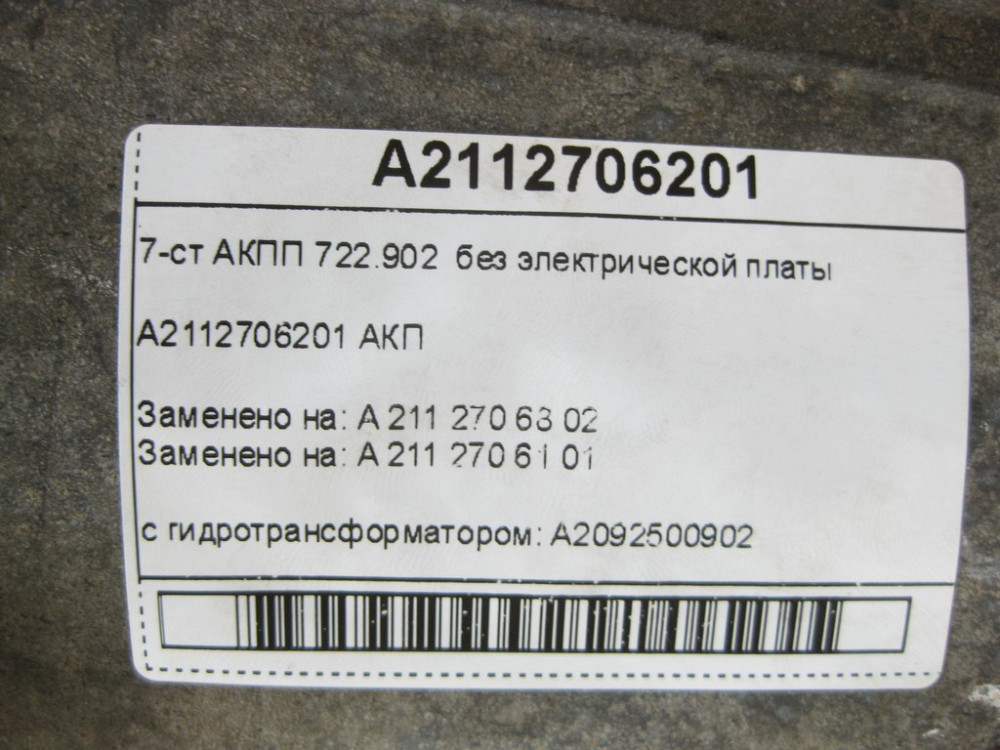 A2112706201
7-ст АКПП 722.902 без электрической платы
A2112706201 АКП
Заменено на: A 211 270 63 02
Заменено на: A 211 270 61 01
с гидротрансформатором: A2092500902